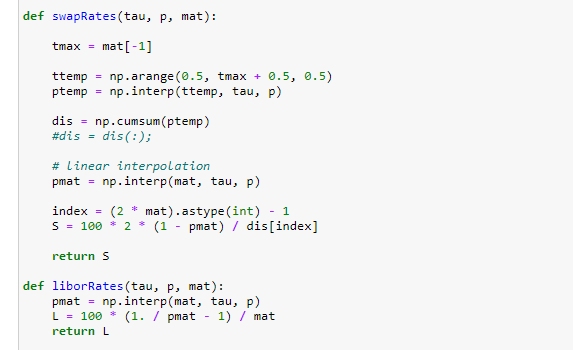 def swapRates(tau, p, mat):
tmax = mat[-1]
ttemp = np.arange(0.5, tmax + 0.5, 0.5)
ptemp = np.interp(ttemp, tau, p)
dis = np.cumsum(ptemp)
#dis = dis(:);
# linear interpolation
pmat = np.interp(mat, tau, p)
index = (2 * mat).astype(int) - 1
S = 100 * 2 * (1 - pmat) / dis[index]
return S
def liborRates(tau, p, mat):
pmat = np.interp(mat, tau, p)
L = 100 * (1. / pmat - 1) / mat
return L